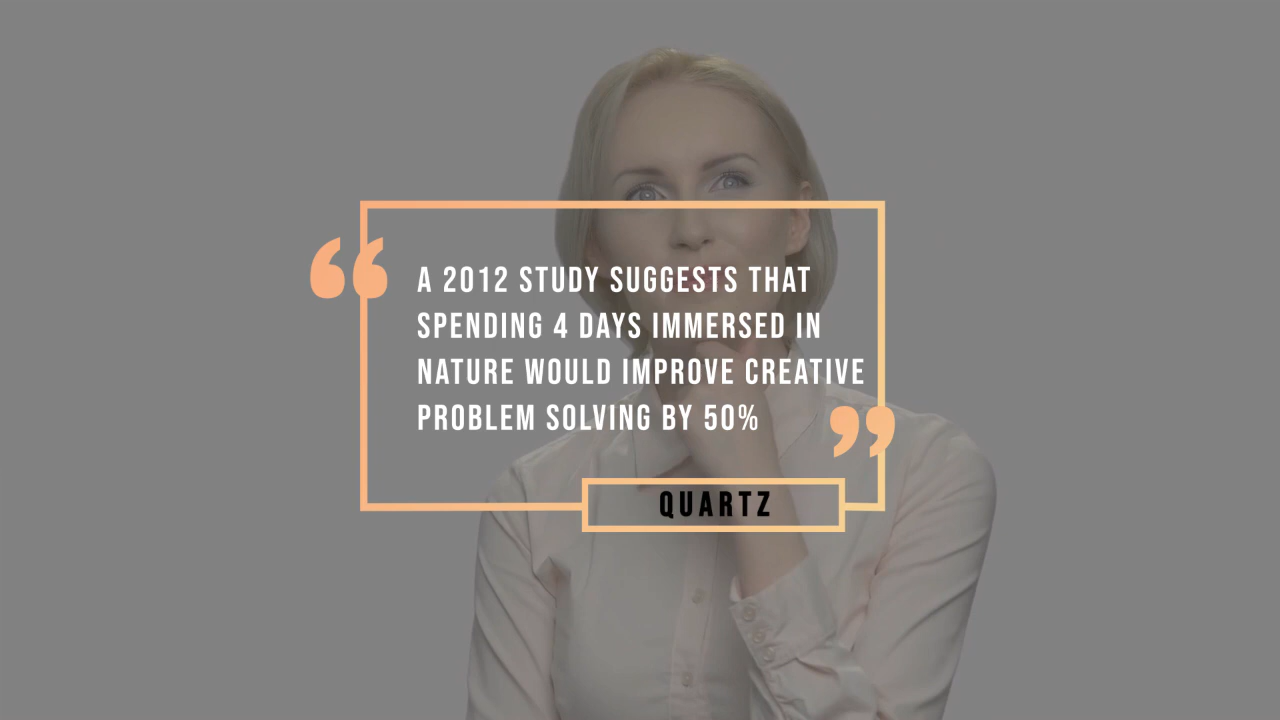 A 2012 STUDY SUGGESTS THAT
SPENDING 4 DAYS IMMERSED IN
NATURE WOULD IMPROVE CREATIVE
PROBLEM SOLVING BY 50%
QUARTZ